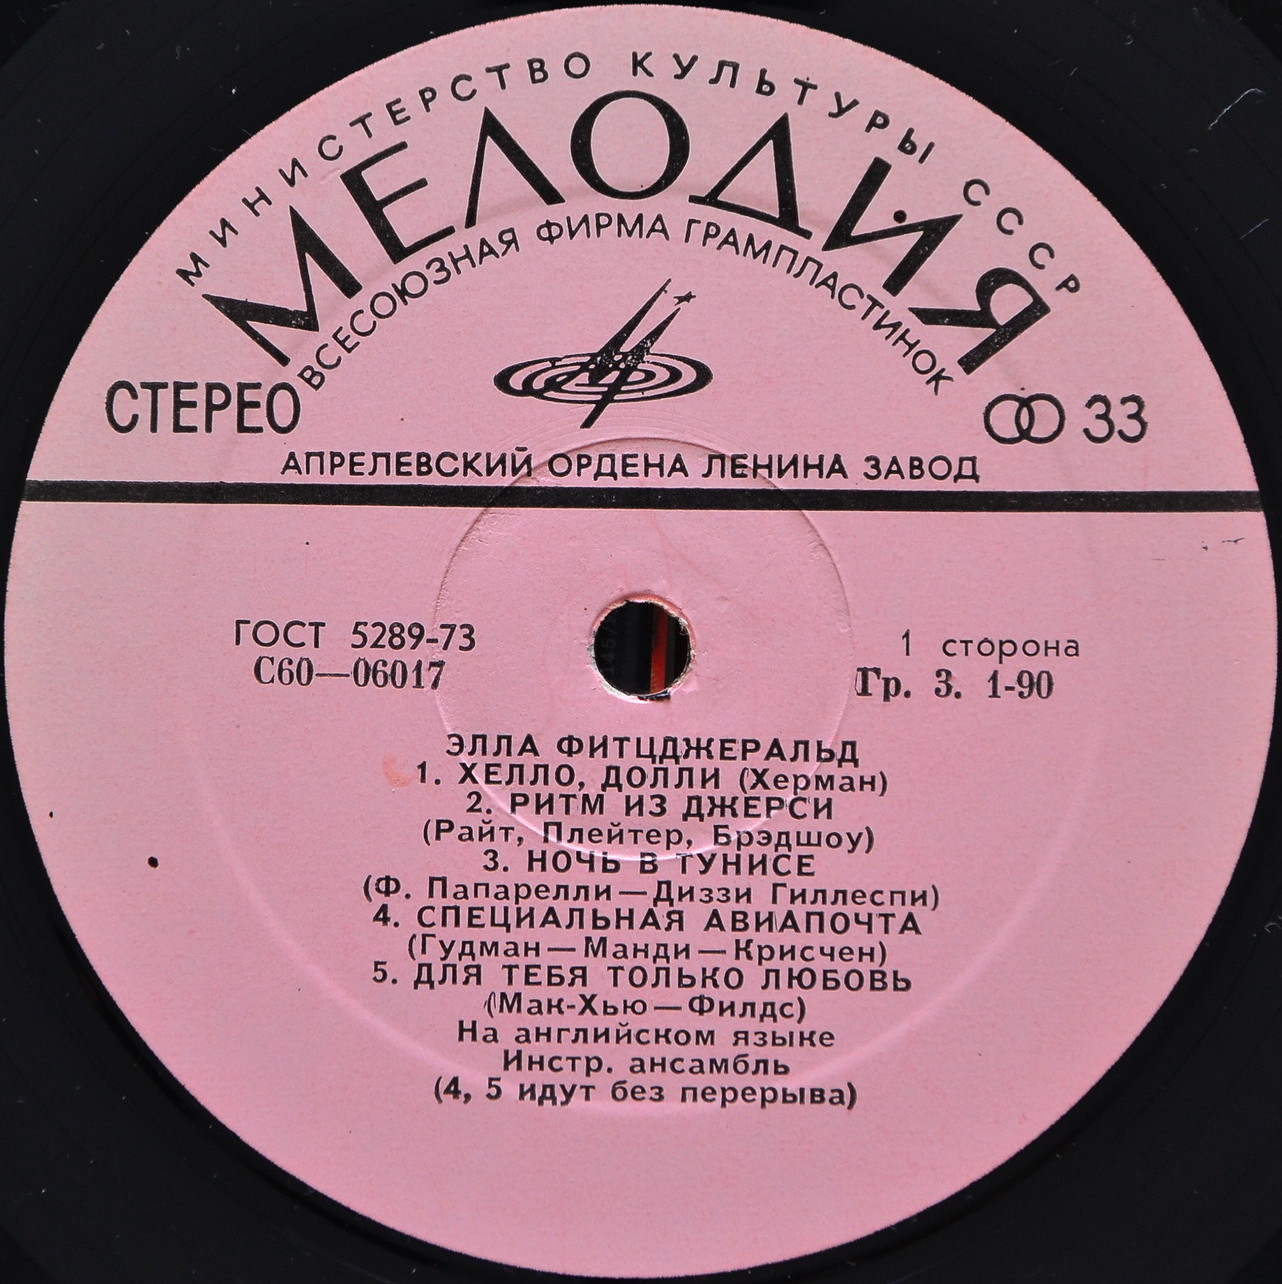 МИНИСТЕРСТВО КУЛЬТУРЫ СССР
МЕЛОДИЯ
ВСЕСОЮЗНАЯ ФИРМА ГРАМПЛАСТИНОК
СТЕРЕО
33
АПРЕЛЕВСКИЙ ОРДЕНА ЛЕНИНА ЗАВОД
ГОСТ 5289-73
С60—06017
1 сторона
Гр. 3. 1-90
ЭЛЛА ФИТЦДЖЕРАЛЬД
1. ХЕЛЛО, ДОЛЛИ (Херман)
2. РИТМ ИЗ ДЖЕРСИ
(Райт, Плейтер, Брэдшоу)
3. НОЧЬ В ТУНИСЕ
(Ф. Папарелли—Диззи Гиллеспи)
4. СПЕЦИАЛЬНАЯ АВИАПОЧТА
(Гудман—Манди—Крисчен)
5. ДЛЯ ТЕБЯ ТОЛЬКО ЛЮБОВЬ
(Мак-Хью—Филдс)
На английском языке
Инстр. ансамбль
(4, 5 идут без перерыва)